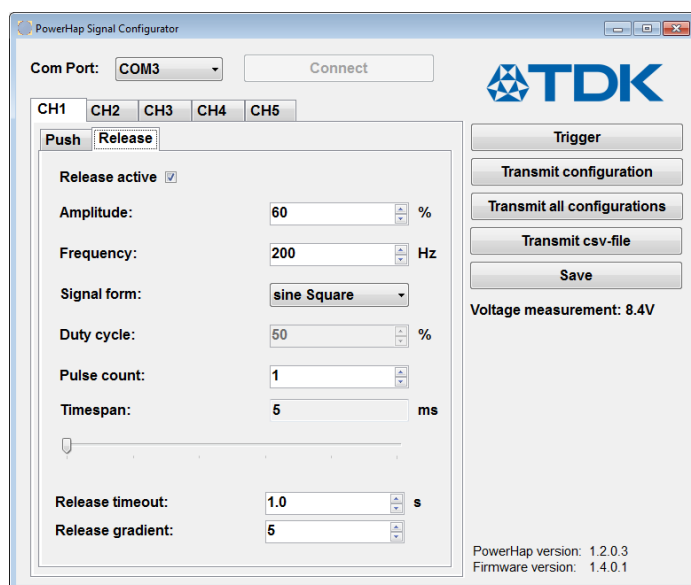 PowerHap Signal Configurator
Com Port: COM3 Connect
TDK
CH1 CH2 CH3 CH4 CH5
Push Release
Release active
Amplitude: 60 %
Frequency: 200 Hz
Signal form: sine Square
Duty cycle: 50 %
Pulse count: 1
Timespan: 5 ms
Release timeout: 1.0 s
Release gradient: 5
Trigger
Transmit configuration
Transmit all configurations
Transmit csv-file
Save
Voltage measurement: 8.4V
PowerHap version: 1.2.0.3
Firmware version: 1.4.0.1